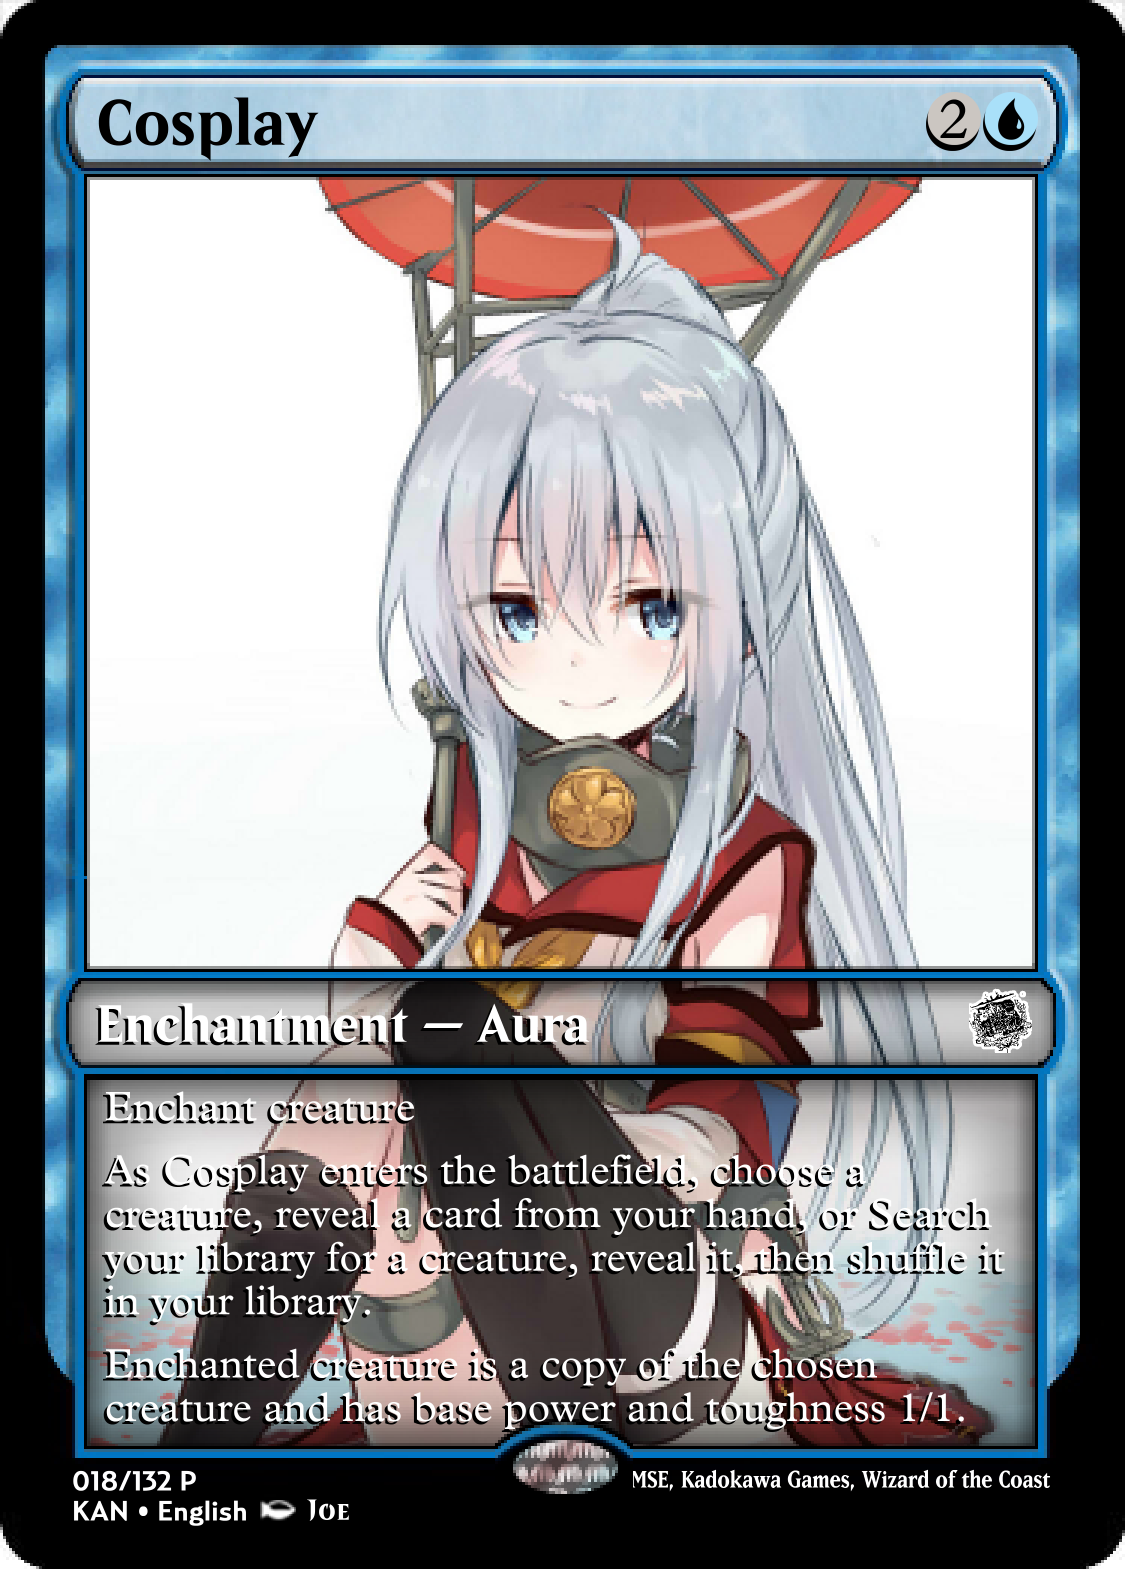 Cosplay 2
Enchantment — Aura
Enchant creature
As Cosplay enters the battlefield, choose a
creature, reveal a card from your hand, or Search
your library for a creature, reveal it, then shuffle it
in your library.
Enchanted creature is a copy of the chosen
creature and has base power and toughness 1/1.
018/132 P
MSE, Kadokawa Games, Wizard of the Coast
KAN • English Joe